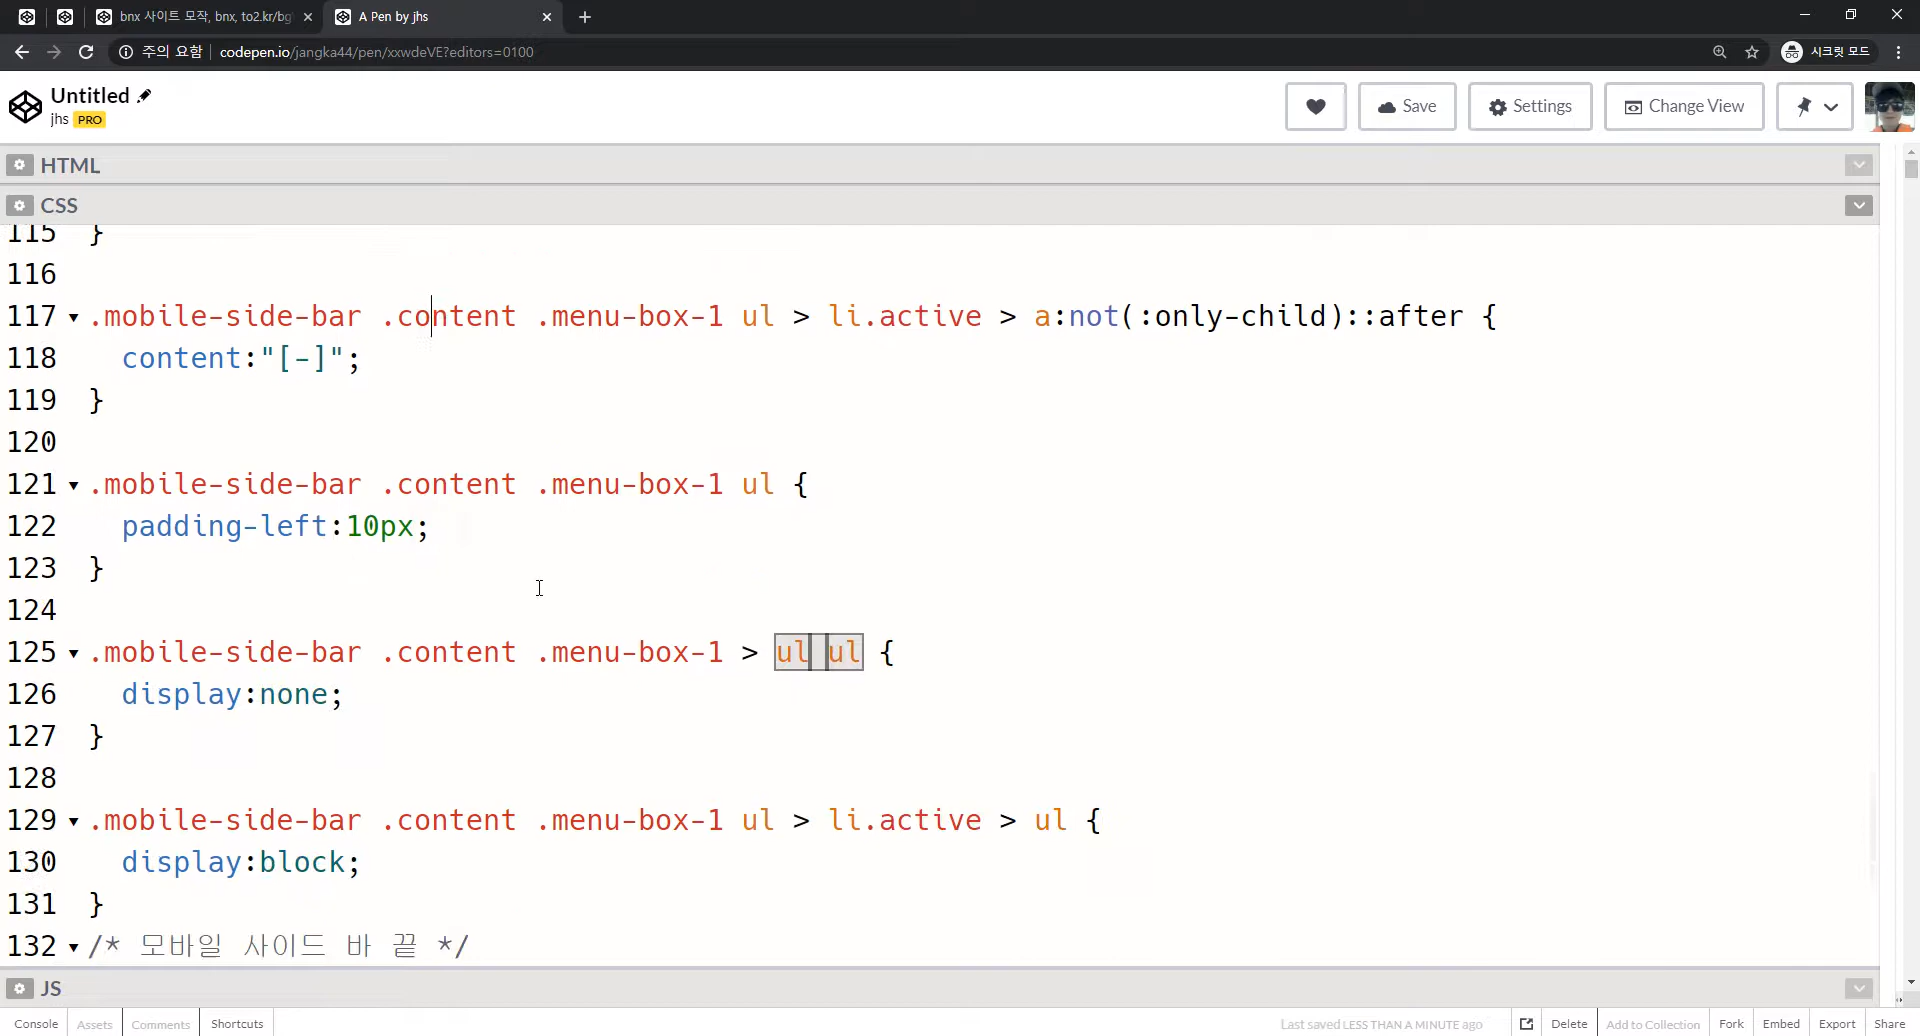 bnx 사이트 모작, bnx, to2.kr/bg
A Pen by jhs
주의 요함
codepen.io/jangka44/pen/xxwdeVE?editors=0100
시크릿 모드
Untitled
jhs PRO
Save
Settings
Change View
HTML
CSS
115 }
116
117 .mobile-side-bar .content .menu-box-1 ul > li.active > a:not(:only-child)::after {
118 content:"[-]";
119 }
120
121 .mobile-side-bar .content .menu-box-1 ul {
122 padding-left:10px;
123 }
124
125 .mobile-side-bar .content .menu-box-1 > ul ul {
126 display:none;
127 }
128
129 .mobile-side-bar .content .menu-box-1 ul > li.active > ul {
130 display:block;
131 }
132 /* 모바일 사이드 바 끝 */
JS
Console
Assets
Comments
Shortcuts
Last saved LESS THAN A MINUTE ago
Delete
Add to Collection
Fork
Embed
Export
Share